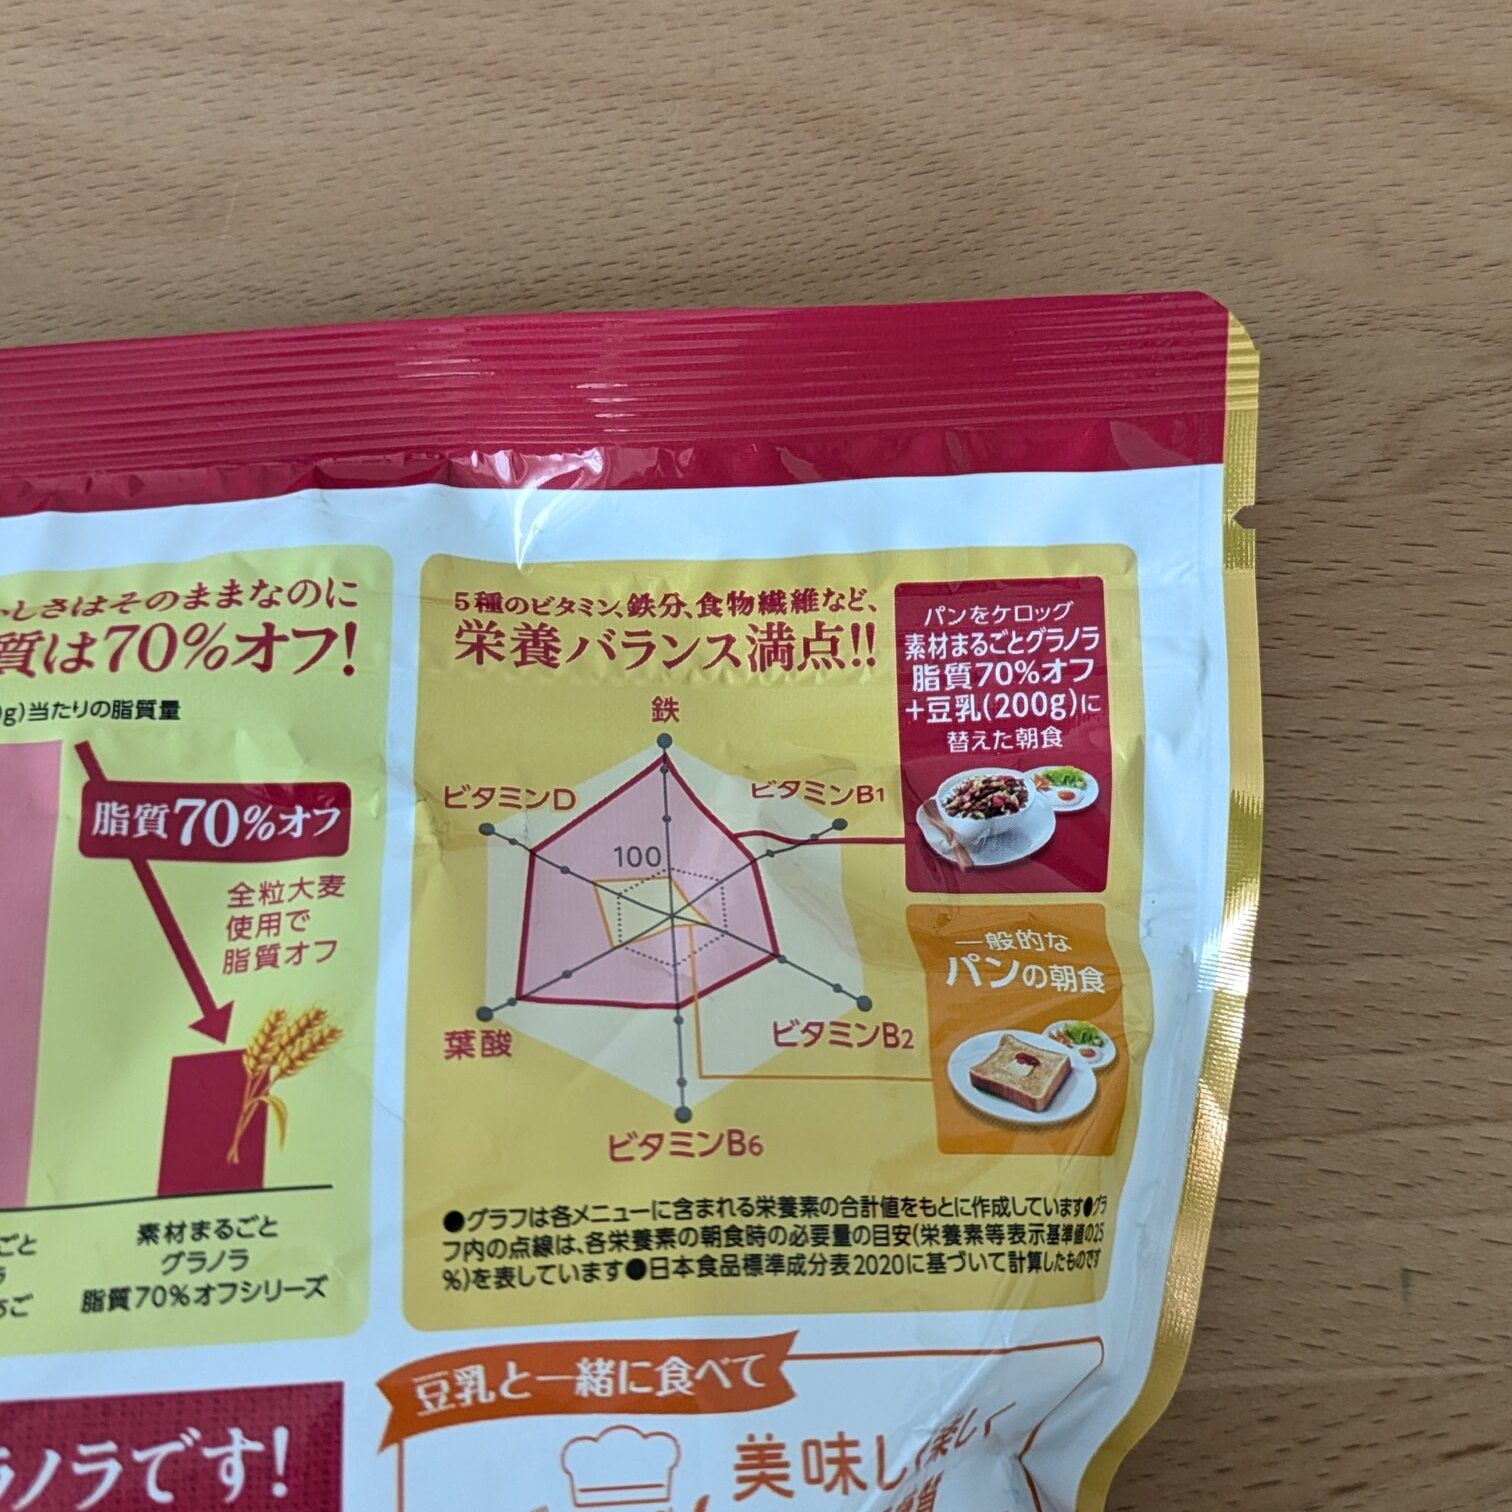 しさはそのままなのに
質は70%オフ!
g)当たりの脂質量
脂質70%オフ
全粒大麦
使用で
脂質オフ
ごと
素材まるごと
グラノラ
脂質70%オフシリーズ
5種のビタミン、鉄分、食物繊維など、
栄養バランス満点!!
鉄
ビタミンD
ビタミンB1
100
葉酸
ビタミンB2
ビタミンB6
パンをケロッグ
素材まるごとグラノラ
脂質70%オフ
+豆乳(200g)に
替えた朝食
一般的な
パンの朝食
●グラフは各メニューに含まれる栄養素の合計値をもとに作成しています●グラ
フ内の点線は、各栄養素の朝食時の必要量の目安(栄養素等表示基準値の25
%)を表しています●日本食品標準成分表2020に基づいて計算したものです
ラノラです!
豆乳と一緒に食べて
美味しく楽しく